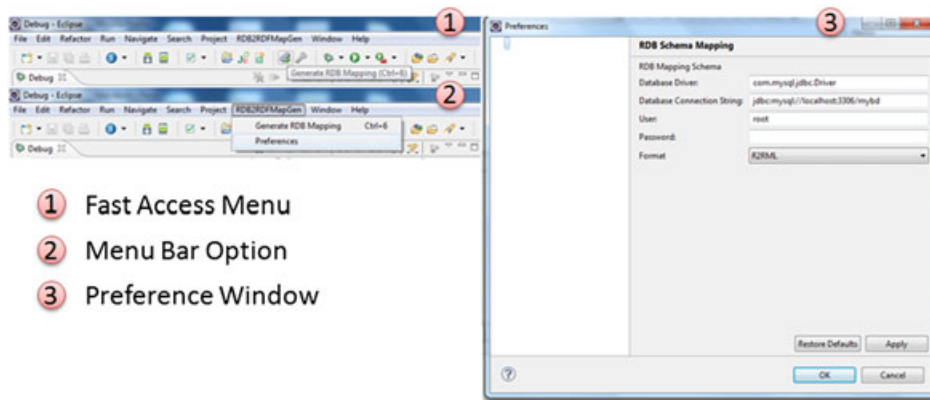 Debug - Eclipse
1
File Edit Refactor Run Navigate Search Project RDB2RDFMapGen Window Help
Generate RDB Mapping (Ctrl+6)
Debug
Debug - Eclipse
2
File Edit Refactor Run Navigate Search Project RDB2RDFMapGen Window Help
Generate RDB Mapping Ctrl+6
Preferences
Debug
1 Fast Access Menu
2 Menu Bar Option
3 Preference Window
Preferences
3
RDB Schema Mapping
RDB Mapping Schema
Database Driver: com.mysql.jdbc.Driver
Database Connection String: jdbc:mysql://localhost:3306/mybd
User: root
Password:
Format R2RML
Restore Defaults Apply
? OK Cancel